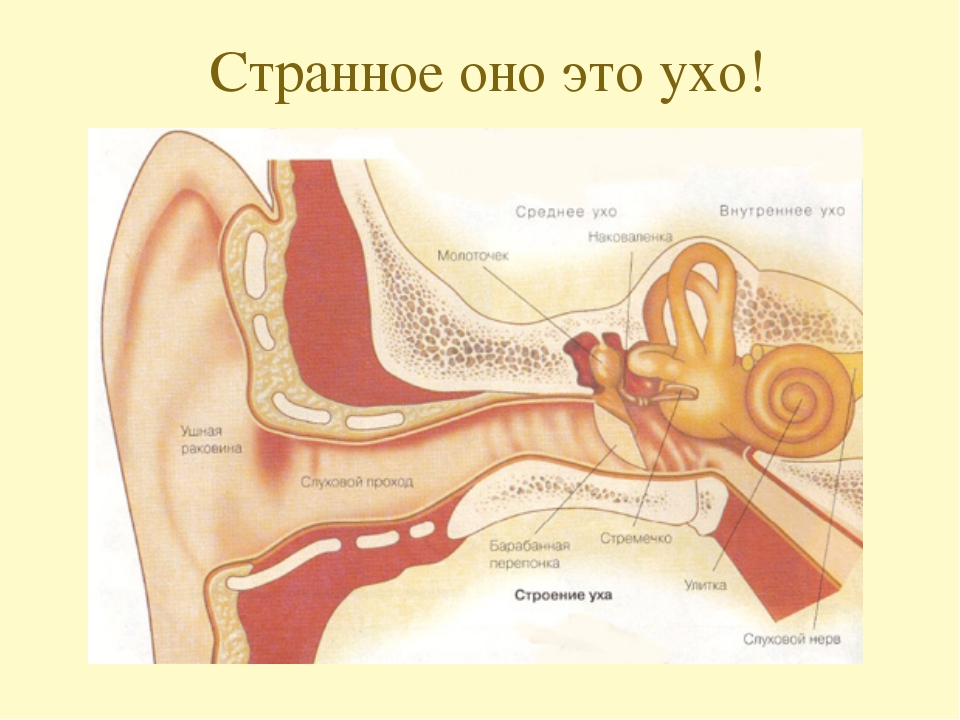 Странное оно это ухо!
Среднее ухо
Внутреннее ухо
Молоточек
Наковаленка
Ушная
раковина
Слуховой проход
Барабанная
перепонка
Стремечко
Улитка
Строение уха
Слуховой нерв